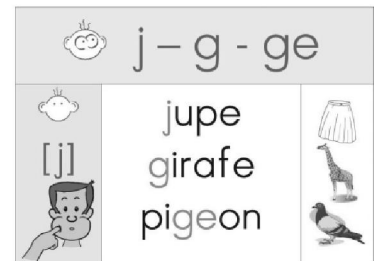 j – g - ge
[j]
jupe
girafe
pigeon